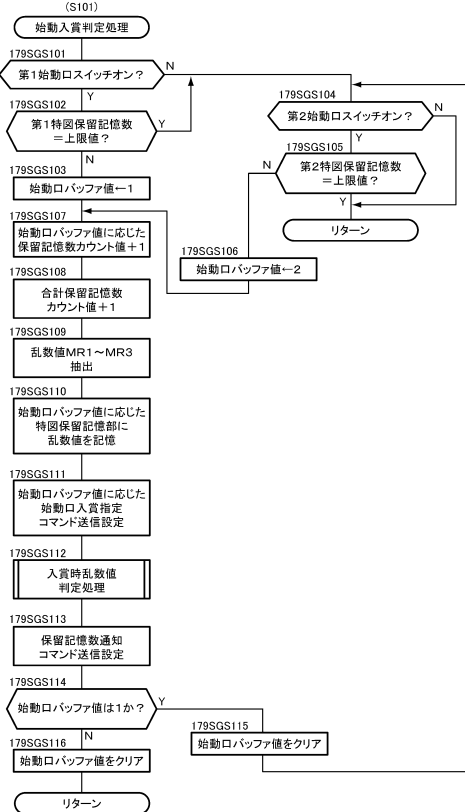 (S101)
始動入賞判定処理
179SGS101
第1始動口スイッチオン?
N
Y
179SGS102
第1特図保留記憶数
=上限値?
Y
N
179SGS103
始動口バッファ値←1
179SGS104
第2始動口スイッチオン?
N
Y
179SGS105
第2特図保留記憶数
=上限値?
N
Y
リターン
179SGS106
始動口バッファ値←2
179SGS107
始動口バッファ値に応じた
保留記憶数カウント値+1
179SGS108
合計保留記憶数
カウント値+1
179SGS109
乱数値MR1~MR3
抽出
179SGS110
始動口バッファ値に応じた
特図保留記憶部に
乱数値を記憶
179SGS111
始動口バッファ値に応じた
始動口入賞指定
コマンド送信設定
179SGS112
入賞時乱数値
判定処理
179SGS113
保留記憶数通知
コマンド送信設定
179SGS114
始動口バッファ値は1か?
Y
N
179SGS115
始動口バッファ値をクリア
179SGS116
始動口バッファ値をクリア
リターン